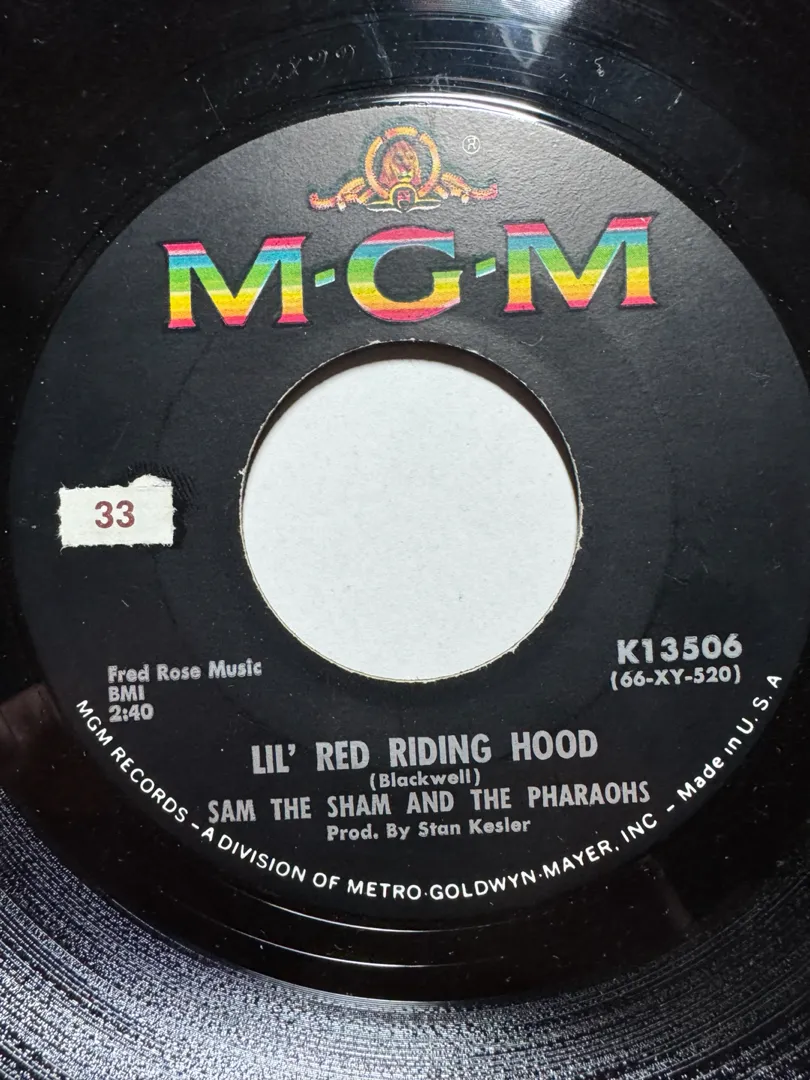 ®
M·G·M
33
Fred Rose Music
BMI
2:40
K13506
(66-XY-520)
LIL' RED RIDING HOOD
(Blackwell)
SAM THE SHAM AND THE PHARAOHS
Prod. By Stan Kesler
MGM RECORDS – A DIVISION OF METRO·GOLDWYN·MAYER, INC – Made in U. S. A